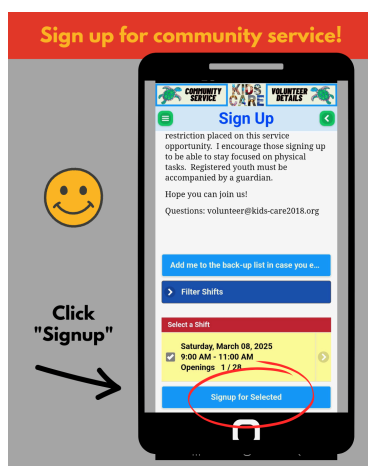 Sign up for community service!
COMMUNITY SERVICE
KIDS CARE
VOLUNTEER DETAILS
Sign Up
restriction placed on this service
opportunity. I encourage those signing up
to be able to stay focused on physical
tasks. Registered youth must be
accompanied by a guardian.
Hope you can join us!
Questions: volunteer@kids-care2018.org
Add me to the back-up list in case you e...
Filter Shifts
Select a Shift
Saturday, March 08, 2025
9:00 AM - 11:00 AM
Openings 1 / 28
Signup for Selected
Click
"Signup"